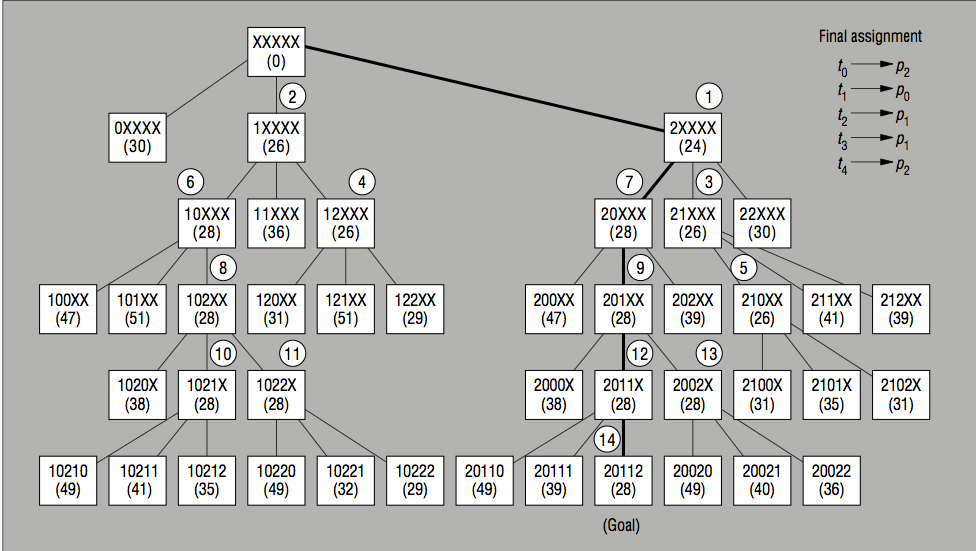 XXXXX
(0)
Final assignment
t0 → p2
t1 → p0
t2 → p1
t3 → p1
t4 → p2
2
1
0XXXX
(30)
1XXXX
(26)
2XXXX
(24)
6
4
7
3
10XXX
(28)
11XXX
(36)
12XXX
(26)
20XXX
(28)
21XXX
(26)
22XXX
(30)
8
9
5
100XX
(47)
101XX
(51)
102XX
(28)
120XX
(31)
121XX
(51)
122XX
(29)
200XX
(47)
201XX
(28)
202XX
(39)
210XX
(26)
211XX
(41)
212XX
(39)
10
11
12
13
1020X
(38)
1021X
(28)
1022X
(28)
2000X
(38)
2011X
(28)
2002X
(28)
2100X
(31)
2101X
(35)
2102X
(31)
14
10210
(49)
10211
(41)
10212
(35)
10220
(49)
10221
(32)
10222
(29)
20110
(49)
20111
(39)
20112
(28)
20020
(49)
20021
(40)
20022
(36)
(Goal)